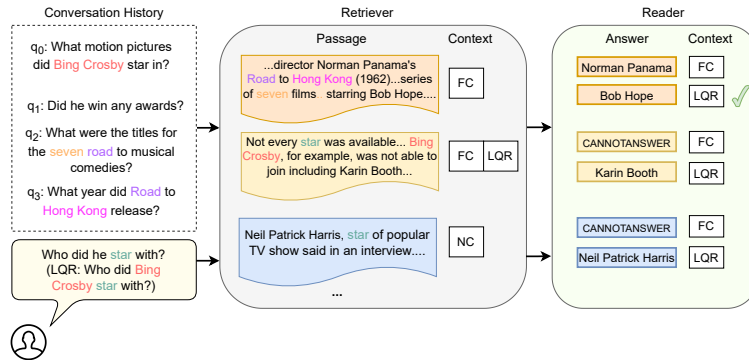 Conversation History
q0: What motion pictures
did Bing Crosby star in?
q1: Did he win any awards?
q2: What were the titles for
the seven road to musical
comedies?
q3: What year did Road to
Hong Kong release?
Who did he star with?
(LQR: Who did Bing
Crosby star with?)
Retriever
Passage
Context
...director Norman Panama's
Road to Hong Kong (1962)...series
of seven films... starring Bob Hope....
FC
Not every star was available... Bing
Crosby, for example, was not able to
join including Karin Booth...
FC
LQR
Neil Patrick Harris, star of popular
TV show said in an interview....
NC
...
Reader
Answer
Context
Norman Panama
FC
Bob Hope
LQR
CANNOTANSWER
FC
Karin Booth
LQR
CANNOTANSWER
FC
Neil Patrick Harris
LQR